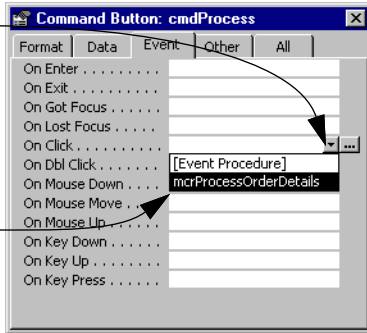 Command Button: cmdProcess
Format Data Event Other All
On Enter . . . . . . . . . .
On Exit . . . . . . . . . . .
On Got Focus . . . . . .
On Lost Focus . . . . .
On Click . . . . . . . . . . ...
On Dbl Click . . . . . . . [Event Procedure]
On Mouse Down . . . . mcrProcessOrderDetails
On Mouse Move . . .
On Mouse Up . . . . . .
On Key Down . . . . . .
On Key Up . . . . . . . .
On Key Press . . . . . .